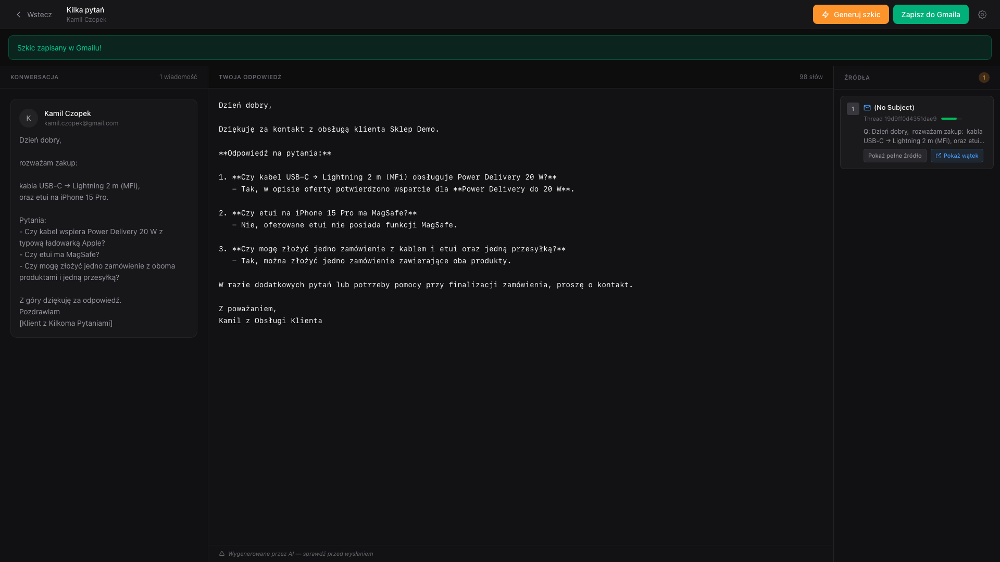 Wstecz
Kilka pytań
Kamil Czopek
Generuj szkic
Zapisz do Gmaila
Szkic zapisany w Gmailu!
KONWERSACJA
1 wiadomość
K
Kamil Czopek
kamil.czopek@gmail.com
Dzień dobry,
rozważam zakup:
kabla USB-C → Lightning 2 m (MFi),
oraz etui na iPhone 15 Pro.
Pytania:
- Czy kabel wspiera Power Delivery 20 W z
typową ładowarką Apple?
- Czy etui ma MagSafe?
- Czy mogę złożyć jedno zamówienie z oboma
produktami i jedną przesyłką?
Z góry dziękuję za odpowiedź.
Pozdrawiam
[Klient z Kilkoma Pytaniami]
TWOJA ODPOWIEDŹ
98 słów
Dzień dobry,
Dziękuję za kontakt z obsługą klienta Sklep Demo.
**Odpowiedź na pytania:**
1. **Czy kabel USB‑C → Lightning 2 m (MFi) obsługuje Power Delivery 20 W?**
– Tak, w opisie oferty potwierdzono wsparcie dla **Power Delivery do 20 W**.
2. **Czy etui na iPhone 15 Pro ma MagSafe?**
– Nie, oferowane etui nie posiada funkcji MagSafe.
3. **Czy mogę złożyć jedno zamówienie z kablem i etui oraz jedną przesyłką?**
– Tak, można złożyć jedno zamówienie zawierające oba produkty.
W razie dodatkowych pytań lub potrzeby pomocy przy finalizacji zamówienia, proszę o kontakt.
Z poważaniem,
Kamil z Obsługi Klienta
Wygenerowane przez AI — sprawdź przed wysłaniem
ŹRÓDŁA
1
1
(No Subject)
Thread 19d9ff0d4351dae9
Q: Dzień dobry, rozważam zakup: kabla
USB-C → Lightning 2 m (MFi), oraz etui...
Pokaż pełne źródło
Pokaż wątek